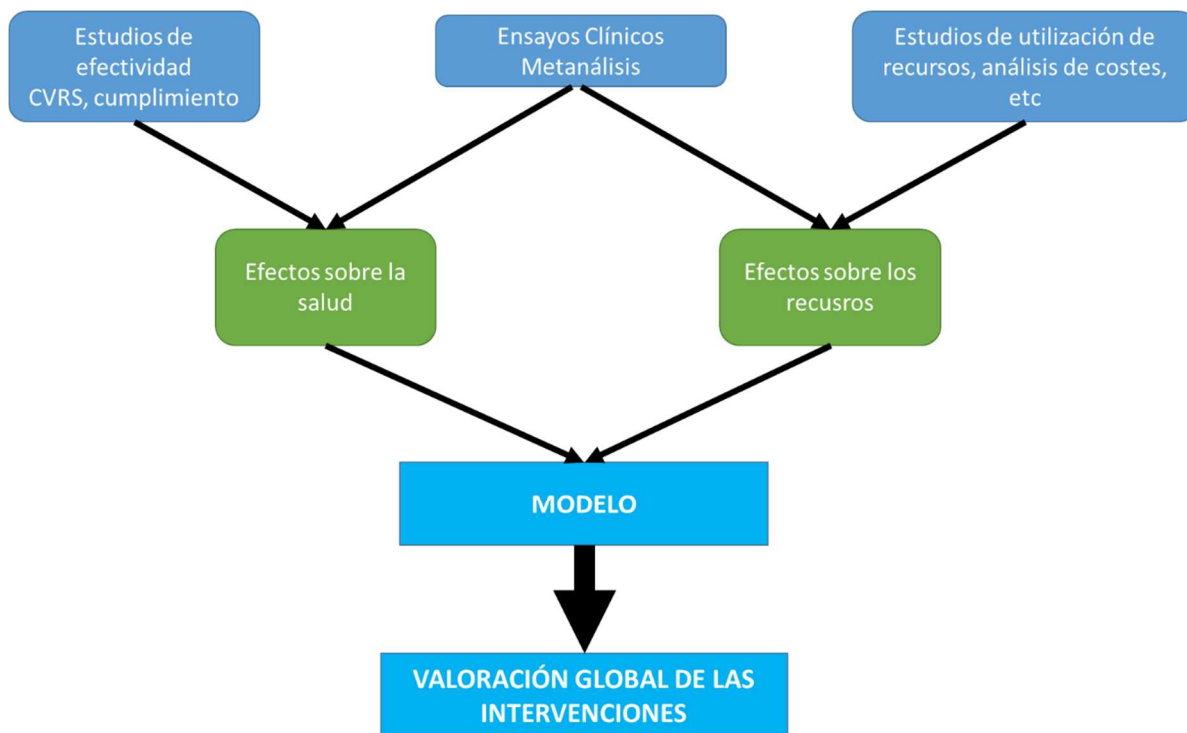 Estudios de
efectividad
CVRS, cumplimiento
Ensayos Clínicos
Metanálisis
Estudios de utilización de
recursos, análisis de costes,
etc
Efectos sobre la
salud
Efectos sobre los
recusros
MODELO
VALORACIÓN GLOBAL DE LAS
INTERVENCIONES